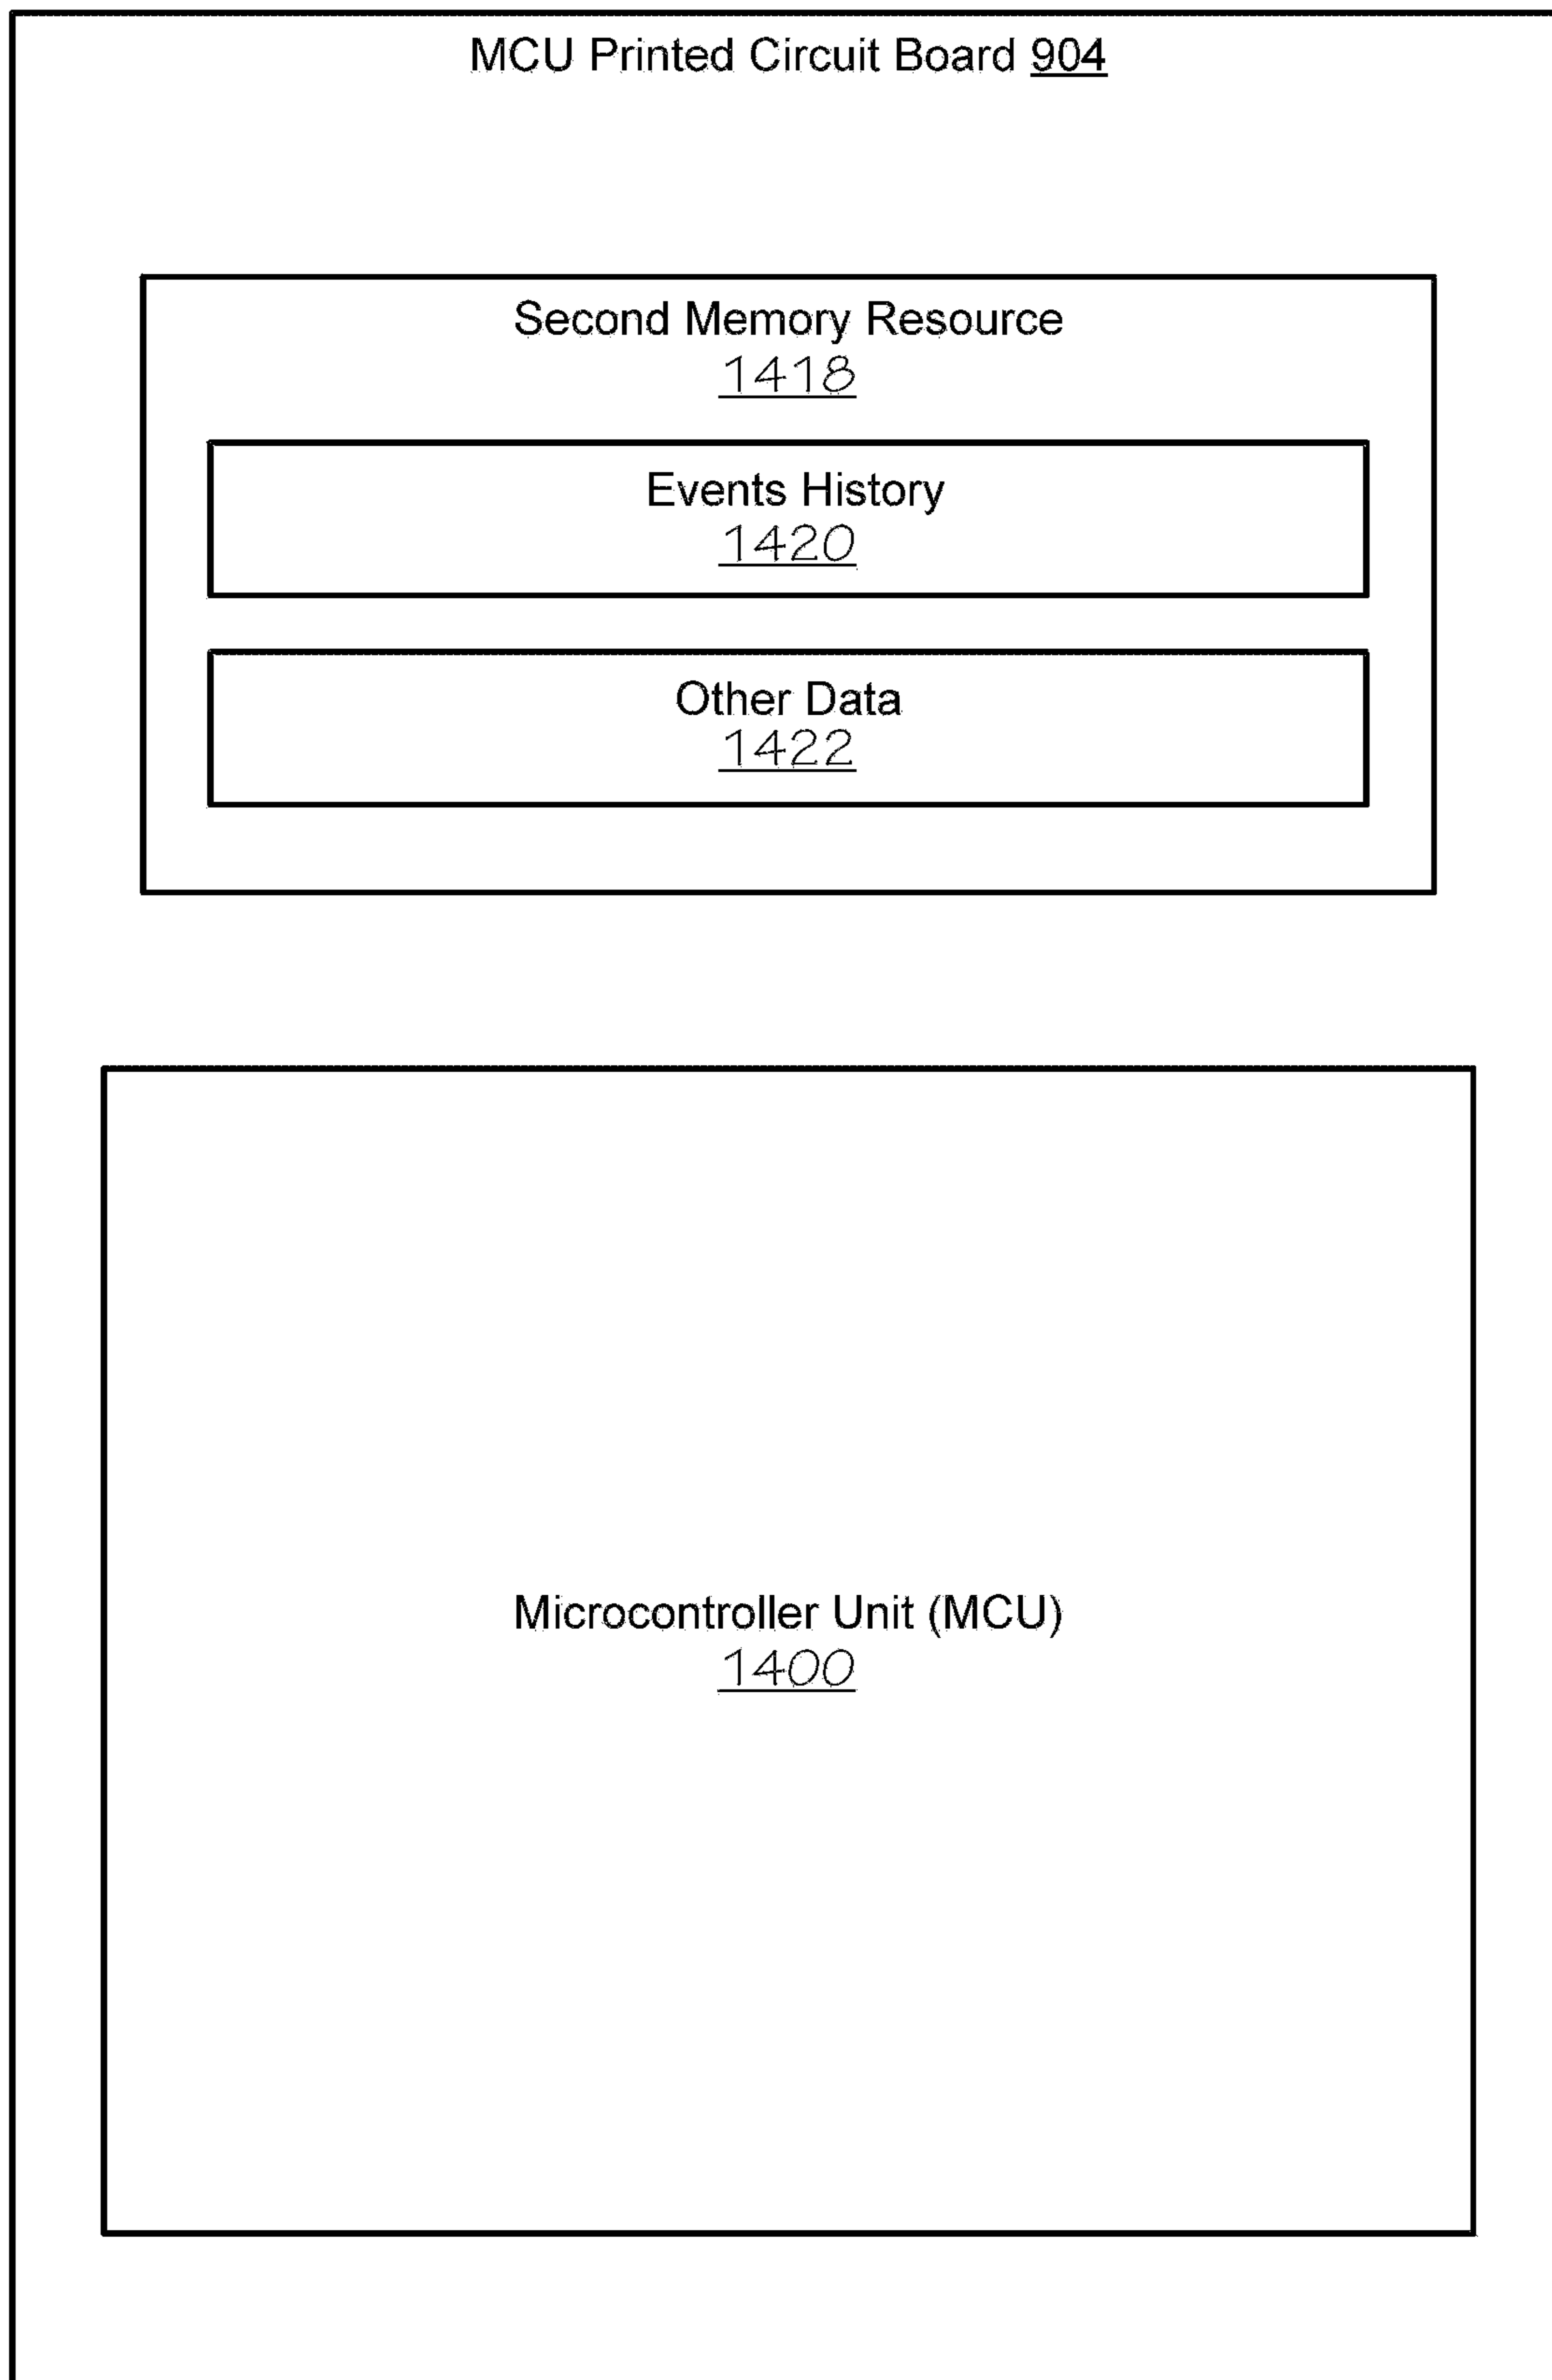 MCU Printed Circuit Board 904
Second Memory Resource
1418
Events History
1420
Other Data
1422
Microcontroller Unit (MCU)
1400